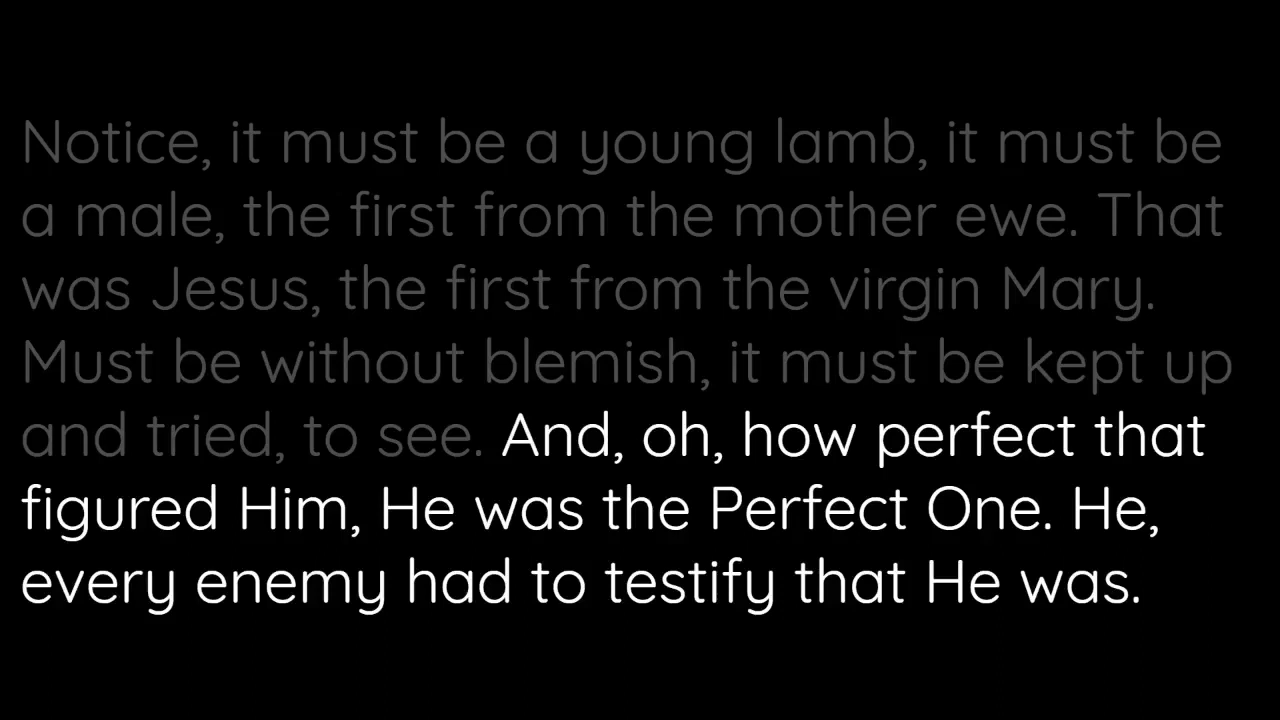 Notice, it must be a young lamb, it must be
a male, the first from the mother ewe. That
was Jesus, the first from the virgin Mary.
Must be without blemish, it must be kept up
and tried, to see. And, oh, how perfect that
figured Him, He was the Perfect One. He,
every enemy had to testify that He was.